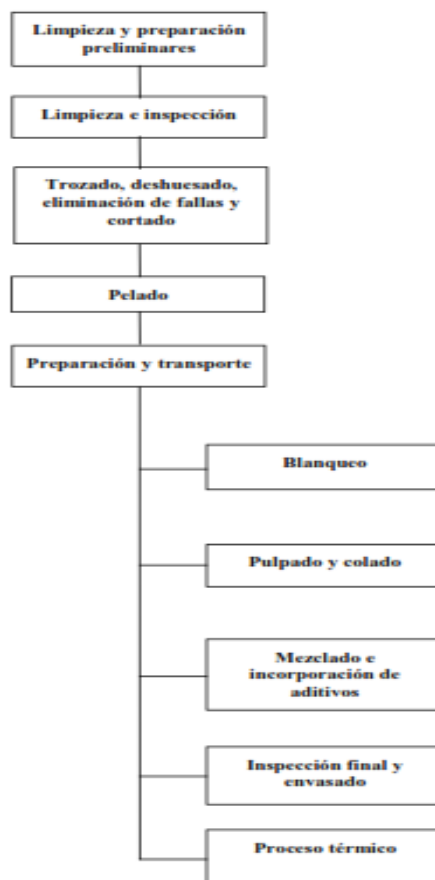 Limpieza y preparación
preliminares
Limpieza e inspección
Trozado, deshuesado,
eliminación de fallas y
cortado
Pelado
Preparación y transporte
Blanqueo
Pulpado y colado
Mezclado e
incorporación de
aditivos
Inspección final y
envasado
Proceso térmico